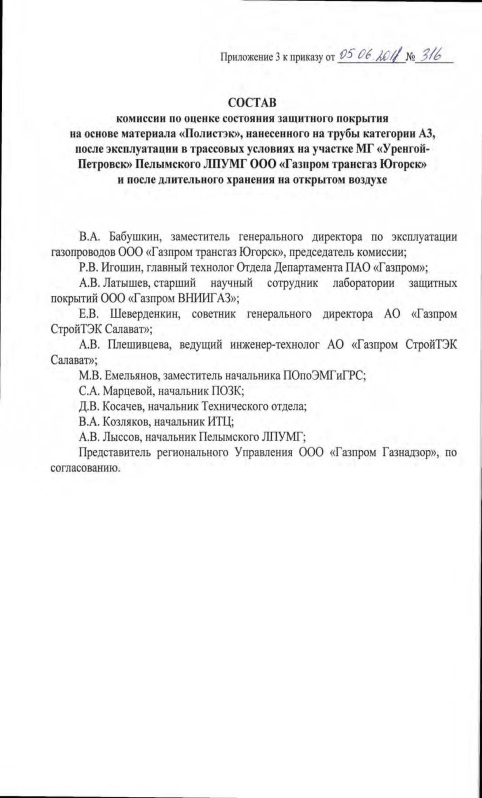 Приложение 3 к приказу от 05 06 201 № 316
СОСТАВ
комиссии по оценке состояния защитного покрытия
на основе материала «Полистэк», нанесенного на трубы категории А3,
после эксплуатации в трассовых условиях на участке МГ «Уренгой-
Петровск» Пелымского ЛПУМГ ООО «Газпром трансгаз Югорск»
и после длительного хранения на открытом воздухе
В.А. Бабушкин, заместитель генерального директора по эксплуатации
газопроводов ООО «Газпром трансгаз Югорск», председатель комиссии;
Р.В. Игошин, главный технолог Отдела Департамента ПАО «Газпром»;
А.В. Латышев, старший научный сотрудник лаборатории защитных
покрытий ООО «Газпром ВНИИГАЗ»;
Е.В. Шеверденкин, советник генерального директора АО «Газпром
СтройТЭК Салават»;
А.В. Плешивцева, ведущий инженер-технолог АО «Газпром СтройТЭК
Салават»;
М.В. Емельянов, заместитель начальника ПОпоЭМГиГРС;
С.А. Марцевой, начальник ПОЗК;
Д.В. Косачев, начальник Технического отдела;
В.А. Козляков, начальник ИТЦ;
А.В. Лыссов, начальник Пелымского ЛПУМГ;
Представитель регионального Управления ООО «Газпром Газнадзор», по
согласованию.